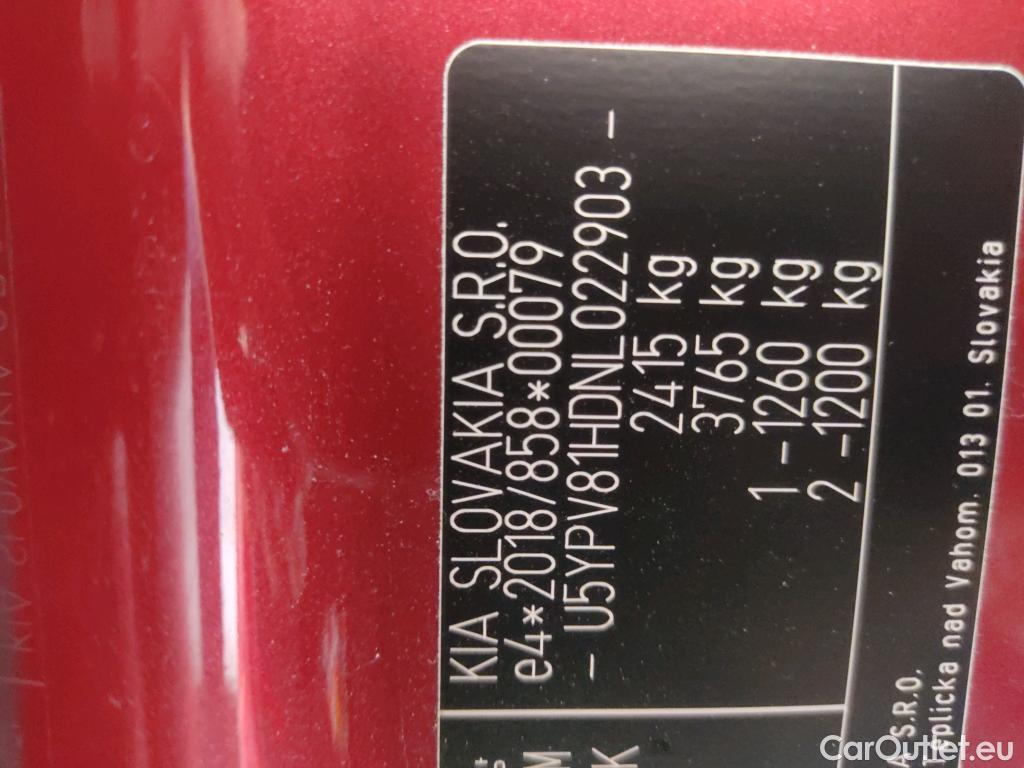 KIA SLOVAKIA S.R.O.
e4*2018/858*00079
– U5YPV81HDNL022903 –
2415 kg
3765 kg
1 –1260 kg
2 –1200 kg
S.R.O.
Teplicka nad Vahom. 013 01. Slovakia
CarOutlet.eu